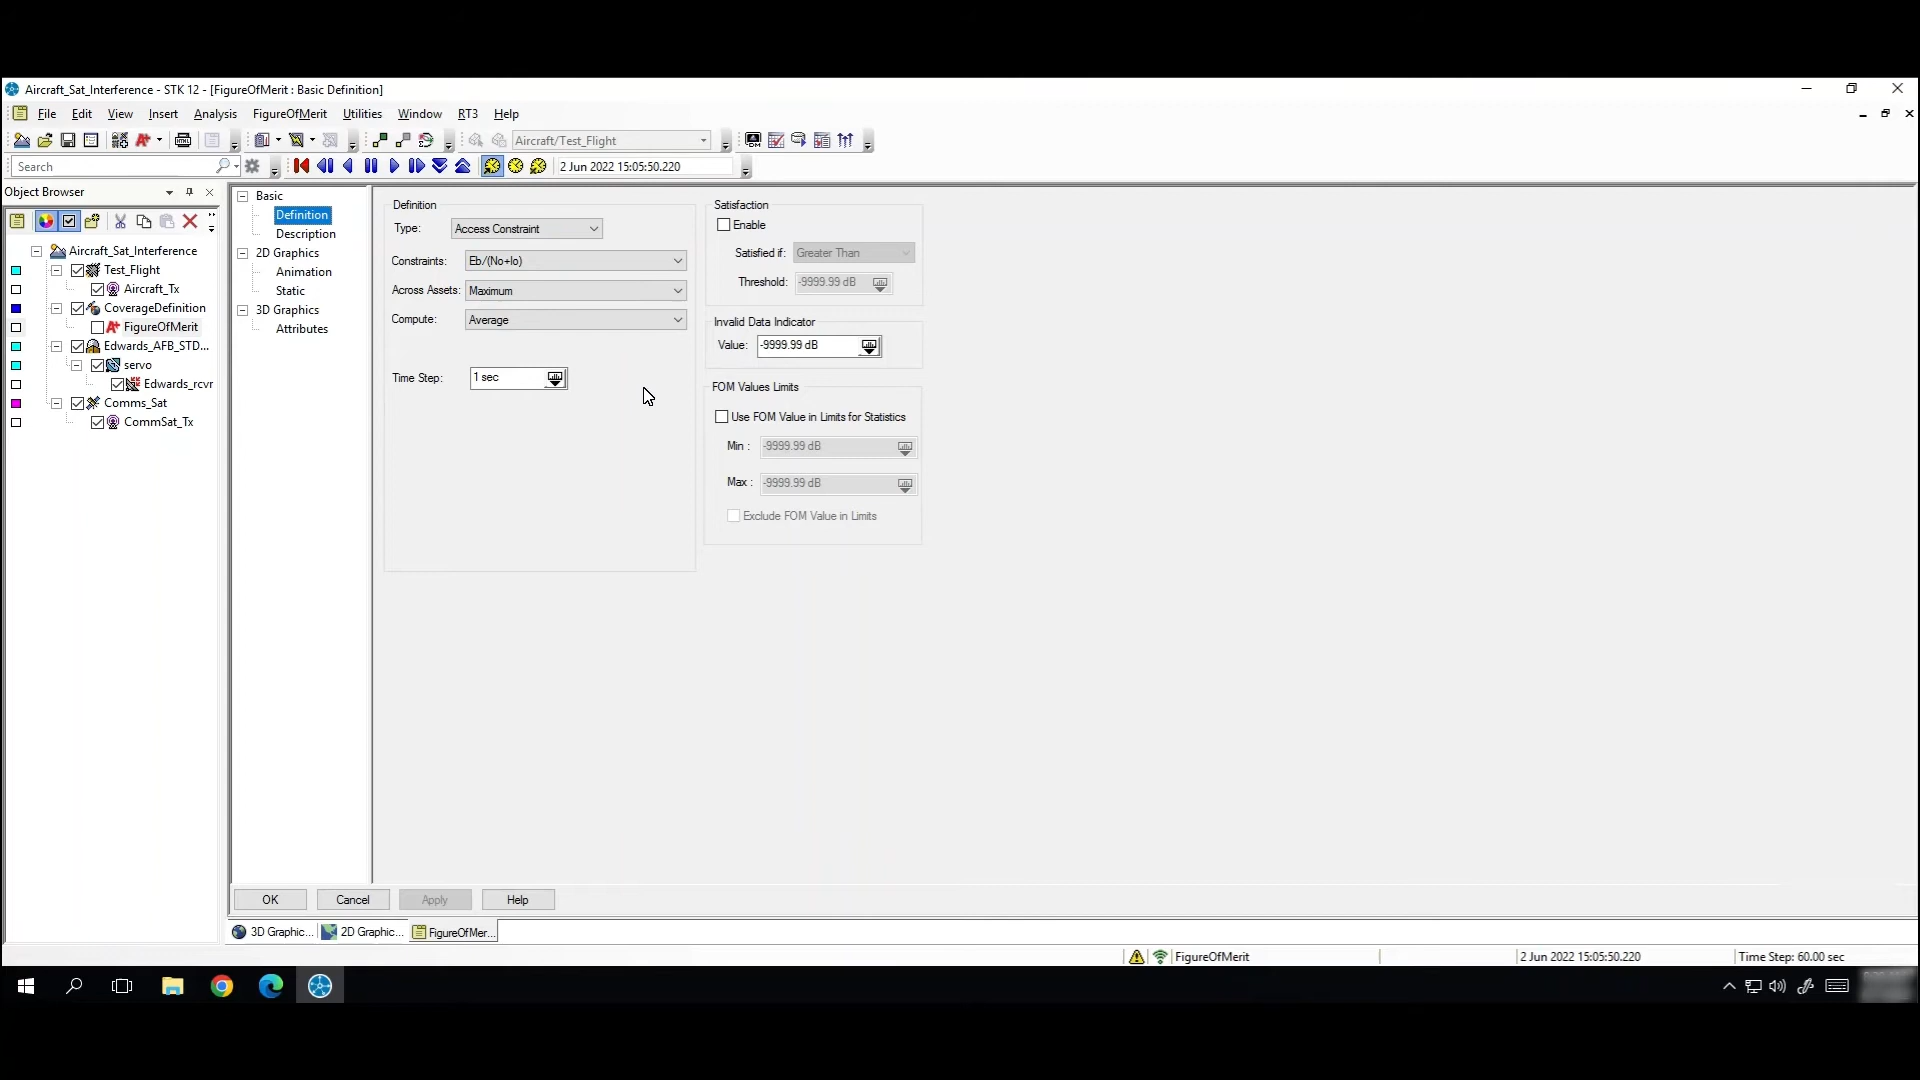 Aircraft_Sat_Interference - STK 12 - [FigureOfMerit : Basic Definition]
File Edit View Insert Analysis FigureOfMerit Utilities Window RT3 Help
Aircraft/Test_Flight
Search
2 Jun 2022 15:05:50.220
Object Browser
Aircraft_Sat_Interference
Test_Flight
Aircraft_Tx
CoverageDefinition
FigureOfMerit
Edwards_AFB_STD...
servo
Edwards_rcvr
Comms_Sat
CommSat_Tx
Basic
Definition
Description
2D Graphics
Animation
Static
3D Graphics
Attributes
Definition
Type: Access Constraint
Constraints: Eb/(No+Io)
Across Assets: Maximum
Compute: Average
Time Step: 1 sec
Satisfaction
Enable
Satisfied if: Greater Than
Threshold: -9999.99 dB
Invalid Data Indicator
Value: -9999.99 dB
FOM Values Limits
Use FOM Value in Limits for Statistics
Min : -9999.99 dB
Max : -9999.99 dB
Exclude FOM Value in Limits
OK Cancel Apply Help
3D Graphic... 2D Graphic... FigureOfMer...
FigureOfMerit 2 Jun 2022 15:05:50.220 Time Step: 60.00 sec